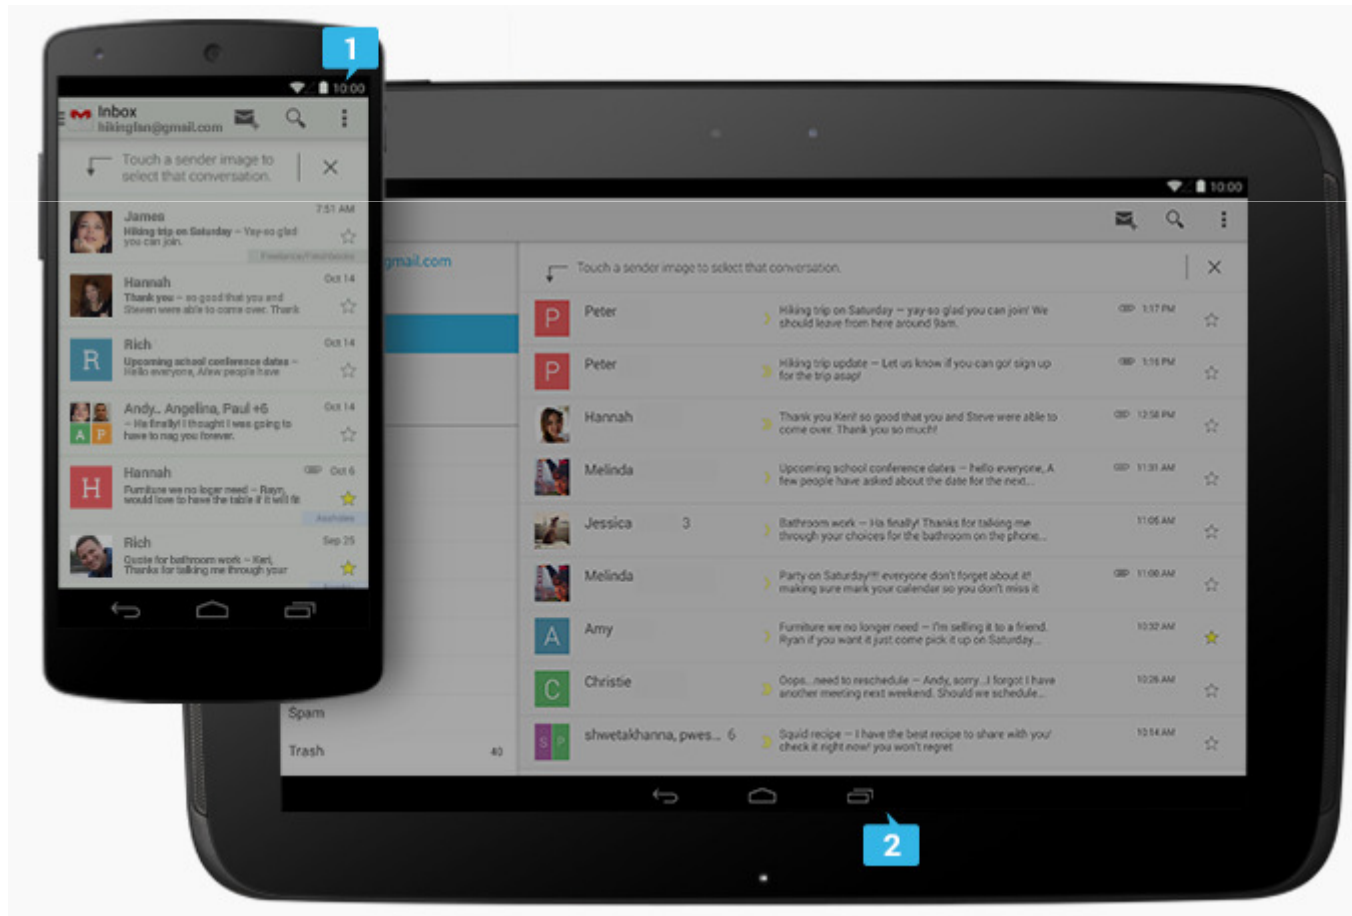 1
10:00
Inbox
hikingfan@gmail.com
Touch a sender image to
select that conversation.
7:51 AM
James
Hiking trip on Saturday – Yay-so glad
you can join.
Oct 14
Hannah
Thank you – so good that you and
Steven were able to come over. Thank
Rich
Oct 14
Upcoming school conference dates –
Hello everyone, A few people have
R
Andy.. Angelina, Paul +6
Oct 14
– Ha finally! I thought I was going to
have to nag you forever.
A P
Hannah
Oct 6
H
Furniture we no loger need – Rayn,
would love to have the table if it will fit
Rich
Sep 25
Quote for bathroom work – Keri,
Thanks for talking me through your
10:00
gmail.com
Touch a sender image to select that conversation.
P
Peter
Hiking trip on Saturday – yay-so glad you can join! We
should leave from here around 9am.
1:17 PM
P
Peter
Hiking trip update – Let us know if you can go! sign up
for the trip asap!
1:16 PM
Hannah
Thank you Keri! so good that you and Steve were able to
come over. Thank you so much!
12:58 PM
Melinda
Upcoming school conference dates – hello everyone, A
few people have asked about the date for the next...
11:31 AM
Jessica 3
Bathroom work – Ha finally! Thanks for talking me
through your choices for the bathroom on the phone...
11:05 AM
Melinda
Party on Saturday!!!! everyone don't forget about it!
making sure mark your calendar so you don't miss it
11:00 AM
A
Amy
Furniture we no longer need – I'm selling it to a friend.
Ryan if you want it just come pick it up on Saturday...
10:32 AM
C
Christie
Oops...need to reschedule – Andy, sorry...I forgot I have
another meeting next weekend. Should we schedule...
10:26 AM
S P
shwetakhanna, pwes... 6
Squid recipe – I have the best recipe to share with you!
check it right now! you won't regret
10:14 AM
Spam
Trash 40
2